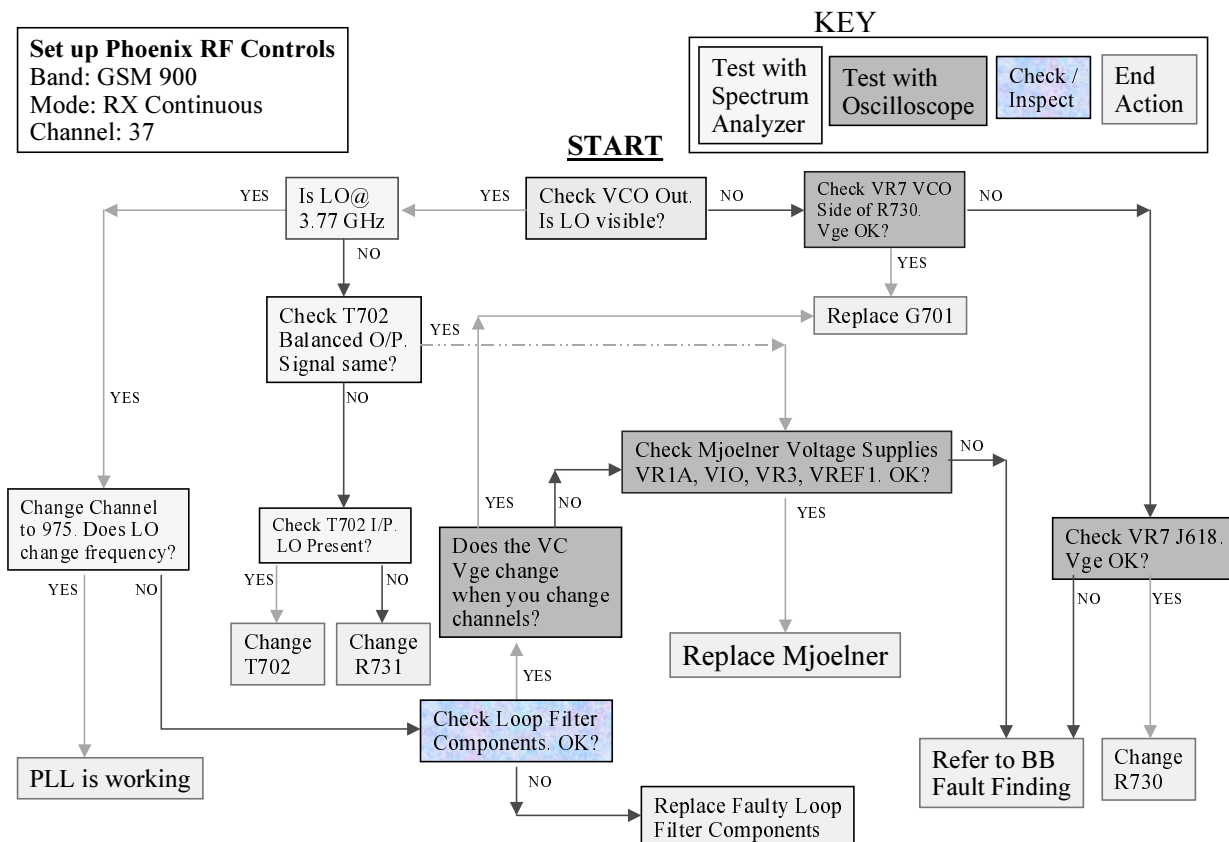 Set up Phoenix RF Controls
Band: GSM 900
Mode: RX Continuous
Channel: 37
KEY
Test with
Spectrum
Analyzer
Test with
Oscilloscope
Check /
Inspect
End
Action
START
YES
Is LO@
3.77 GHz
YES
Check VCO Out.
Is LO visible?
NO
Check VR7 VCO
Side of R730.
Vge OK?
NO
NO
YES
Check T702
Balanced O/P.
Signal same?
YES
Replace G701
YES
NO
Check Mjoelner Voltage Supplies
VR1A, VIO, VR3, VREF1. OK?
NO
Change Channel
to 975. Does LO
change frequency?
Check T702 I/P.
LO Present?
YES
NO
YES
Does the VC
Vge change
when you change
channels?
Check VR7 J618.
Vge OK?
YES
NO
YES
NO
NO
YES
Change
T702
Change
R731
Replace Mjoelner
YES
Check Loop Filter
Components. OK?
PLL is working
Refer to BB
Fault Finding
Change
R730
NO
Replace Faulty Loop
Filter Components